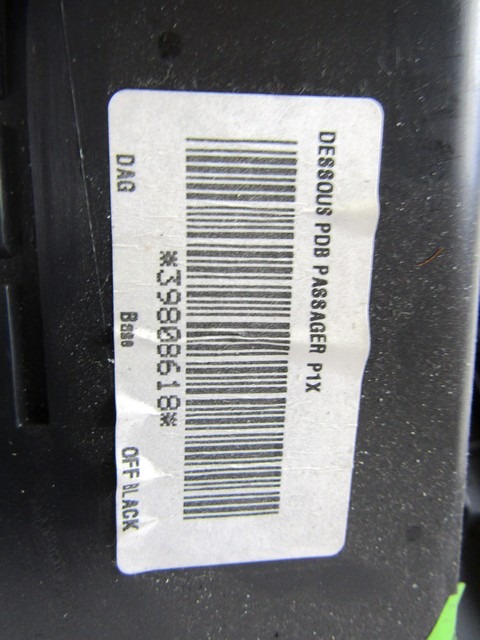 DESSOUS PDB PASSAGER P1X
*39808618*
DAG Base OFF BLACK